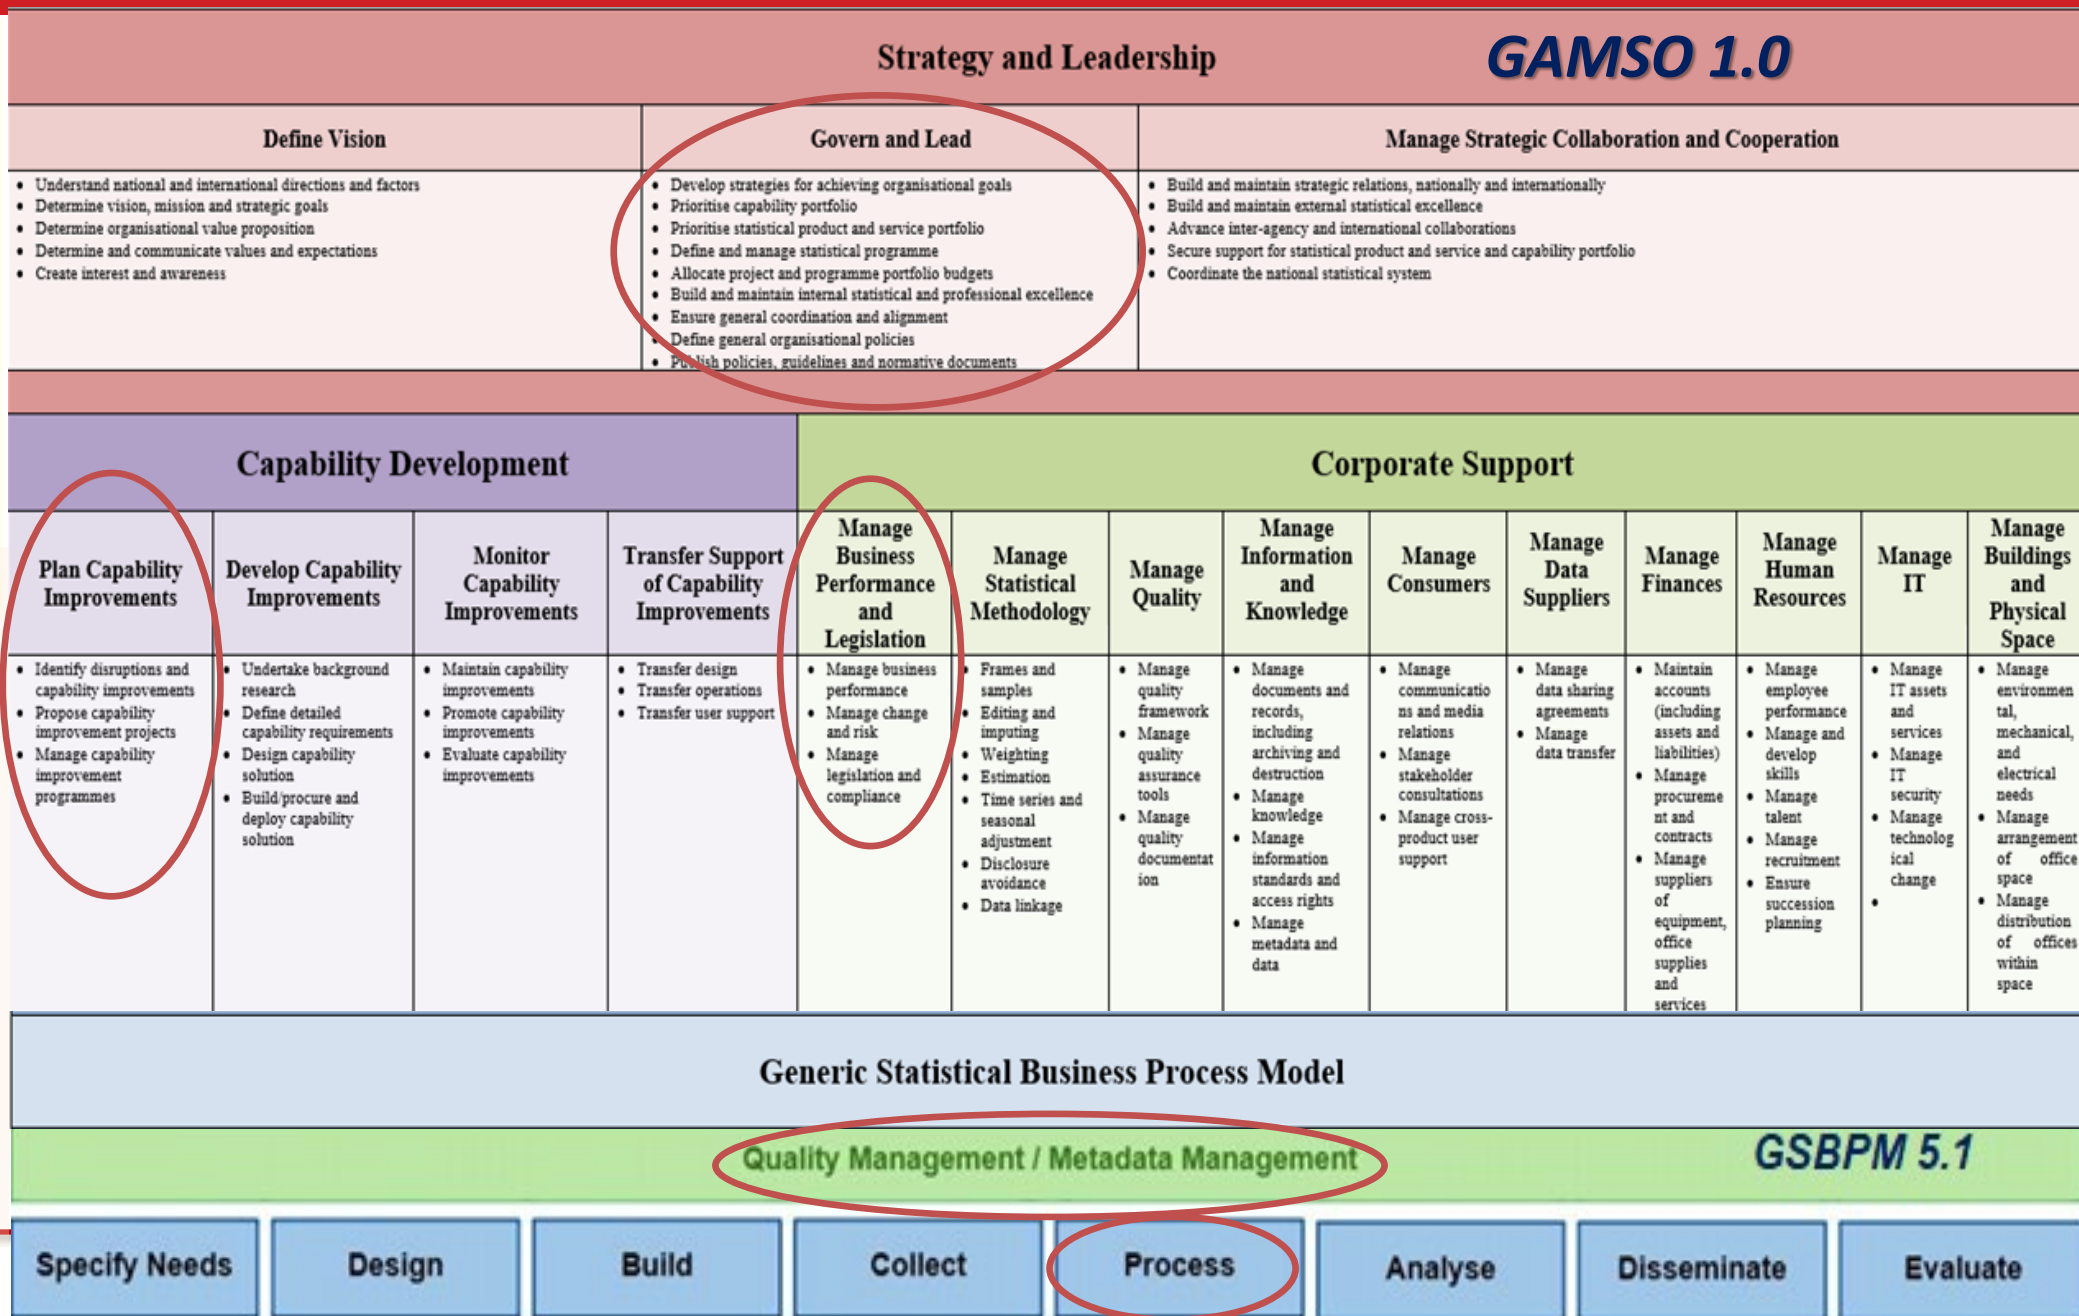 Strategy and Leadership
GAMSO 1.0
Define Vision
Govern and Lead
Manage Strategic Collaboration and Cooperation
• Understand national and international directions and factors
• Determine vision, mission and strategic goals
• Determine organisational value proposition
• Determine and communicate values and expectations
• Create interest and awareness
• Develop strategies for achieving organisational goals
• Prioritise capability portfolio
• Prioritise statistical product and service portfolio
• Define and manage statistical programme
• Allocate project and programme portfolio budgets
• Build and maintain internal statistical and professional excellence
• Ensure general coordination and alignment
• Define general organisational policies
• Publish policies, guidelines and normative documents
• Build and maintain strategic relations, nationally and internationally
• Build and maintain external statistical excellence
• Advance inter-agency and international collaborations
• Secure support for statistical product and service and capability portfolio
• Coordinate the national statistical system
Capability Development
Corporate Support
Plan Capability
Improvements
Develop Capability
Improvements
Monitor
Capability
Improvements
Transfer Support
of Capability
Improvements
Manage
Business
Performance
and
Legislation
Manage
Statistical
Methodology
Manage
Quality
Manage
Information
and
Knowledge
Manage
Consumers
Manage
Data
Suppliers
Manage
Finances
Manage
Human
Resources
Manage
IT
Manage
Buildings
and
Physical
Space
• Identify disruptions and
capability improvements
• Propose capability
improvement projects
• Manage capability
improvement
programmes
• Undertake background
research
• Define detailed
capability requirements
• Design capability
solution
• Build/procure and
deploy capability
solution
• Maintain capability
improvements
• Promote capability
improvements
• Evaluate capability
improvements
• Transfer design
• Transfer operations
• Transfer user support
• Manage business
performance
• Manage change
and risk
• Manage
legislation and
compliance
• Frames and
samples
• Editing and
imputing
• Weighting
• Estimation
• Time series and
seasonal
adjustment
• Disclosure
avoidance
• Data linkage
• Manage
quality
framework
• Manage
quality
assurance
tools
• Manage
quality
documentat
ion
• Manage
documents and
records,
including
archiving and
destruction
• Manage
knowledge
• Manage
information
standards and
access rights
• Manage
metadata and
data
• Manage
communicatio
ns and media
relations
• Manage
stakeholder
consultations
• Manage cross-
product user
support
• Manage
data sharing
agreements
• Manage
data transfer
• Maintain
accounts
(including
assets and
liabilities)
• Manage
procureme
nt and
contracts
• Manage
suppliers
of
equipment,
office
supplies
and
services
• Manage
employee
performance
• Manage and
develop
skills
• Manage
talent
• Manage
recruitment
• Ensure
succession
planning
• Manage
IT assets
and
services
• Manage
IT
security
• Manage
technolog
ical
change
•
• Manage
environmen
tal,
mechanical,
and
electrical
needs
• Manage
arrangement
of office
space
• Manage
distribution
of offices
within
space
Generic Statistical Business Process Model
Quality Management / Metadata Management
GSBPM 5.1
Specify Needs
Design
Build
Collect
Process
Analyse
Disseminate
Evaluate